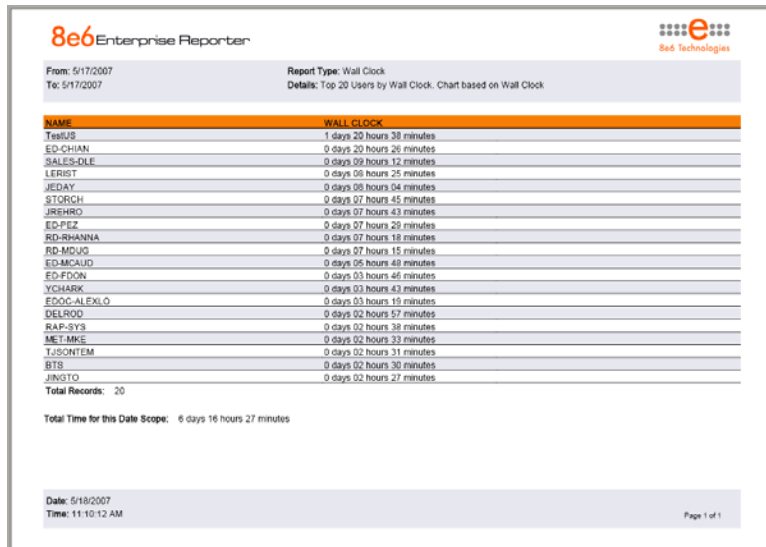 8e6 Enterprise Reporter
e
8e6 Technologies
From: 5/17/2007
To: 5/17/2007
Report Type: Wall Clock
Details: Top 20 Users by Wall Clock. Chart based on Wall Clock
NAME WALL CLOCK
TestUS 1 days 20 hours 38 minutes
ED-CHIAN 0 days 20 hours 26 minutes
SALES-DLE 0 days 09 hours 12 minutes
LERIST 0 days 08 hours 25 minutes
JEDAY 0 days 08 hours 04 minutes
STORCH 0 days 07 hours 45 minutes
JREHRO 0 days 07 hours 43 minutes
ED-PEZ 0 days 07 hours 29 minutes
RD-RHANNA 0 days 07 hours 18 minutes
RD-MDUG 0 days 07 hours 15 minutes
ED-MCAUD 0 days 05 hours 48 minutes
ED-FDON 0 days 03 hours 46 minutes
YCHARK 0 days 03 hours 43 minutes
EDOC-ALEXLO 0 days 03 hours 19 minutes
DELROD 0 days 02 hours 57 minutes
RAP-SYS 0 days 02 hours 38 minutes
MET-MKE 0 days 02 hours 33 minutes
TJSONTEM 0 days 02 hours 31 minutes
BTS 0 days 02 hours 30 minutes
JINGTO 0 days 02 hours 27 minutes
Total Records: 20
Total Time for this Date Scope: 6 days 16 hours 27 minutes
Date: 5/18/2007
Time: 11:10:12 AM
Page 1 of 1